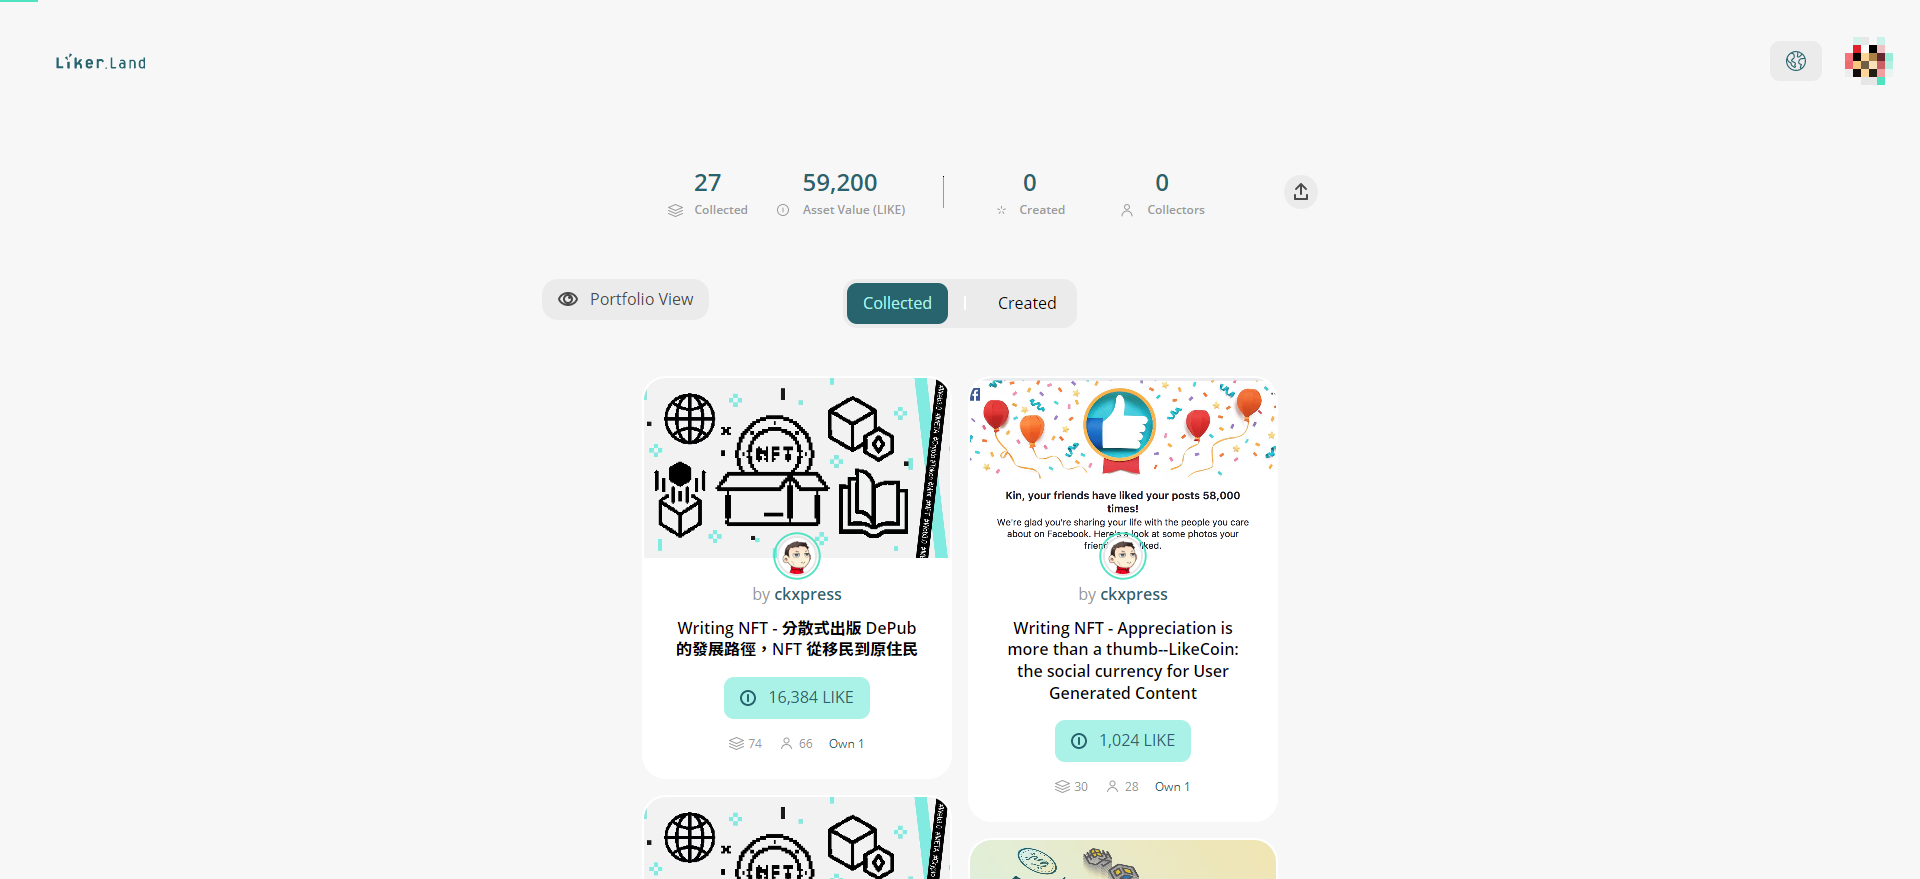 Liker.Land
27
59,200
0
0
Collected
Asset Value (LIKE)
Created
Collectors
Portfolio View
Collected
Created
NFT
by ckxpress
Writing NFT - 分散式出版 DePub
的發展路徑，NFT 從移民到原住民
16,384 LIKE
74
66
Own 1
Kin, your friends have liked your posts 58,000
times!
We're glad you're sharing your life with the people you care
about on Facebook. Here's a look at some photos your
by ckxpress
Writing NFT - Appreciation is
more than a thumb--LikeCoin:
the social currency for User
Generated Content
1,024 LIKE
30
28
Own 1
NFT